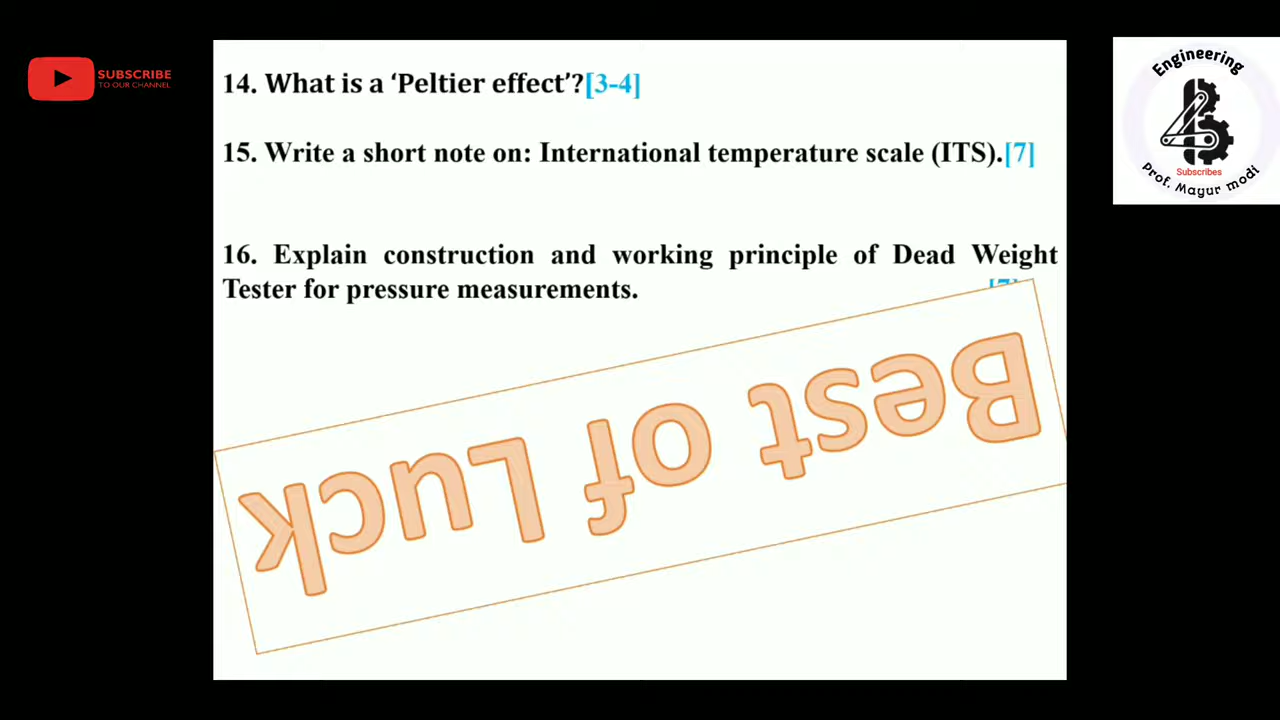 SUBSCRIBE
TO OUR CHANNEL
Engineering
Subscribes
Prof. Mayur modi
14. What is a ‘Peltier effect’?[3-4]
15. Write a short note on: International temperature scale (ITS).[7]
16. Explain construction and working principle of Dead Weight
Tester for pressure measurements.
Best of Luck